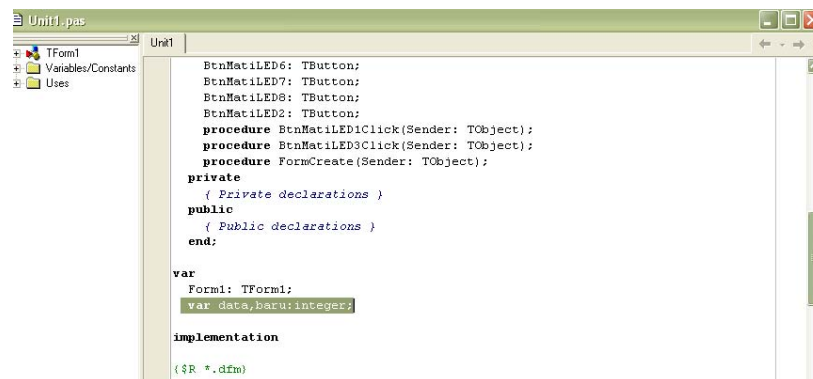 Unit1.pas
TForm1
Variables/Constants
Uses
Unit1
BtnMatiLED6: TButton;
BtnMatiLED7: TButton;
BtnMatiLED8: TButton;
BtnMatiLED2: TButton;
procedure BtnMatiLED1Click(Sender: TObject);
procedure BtnMatiLED3Click(Sender: TObject);
procedure FormCreate(Sender: TObject);
private
{ Private declarations }
public
{ Public declarations }
end;
var
Form1: TForm1;
var data,baru:integer;
implementation
{$R *.dfm}